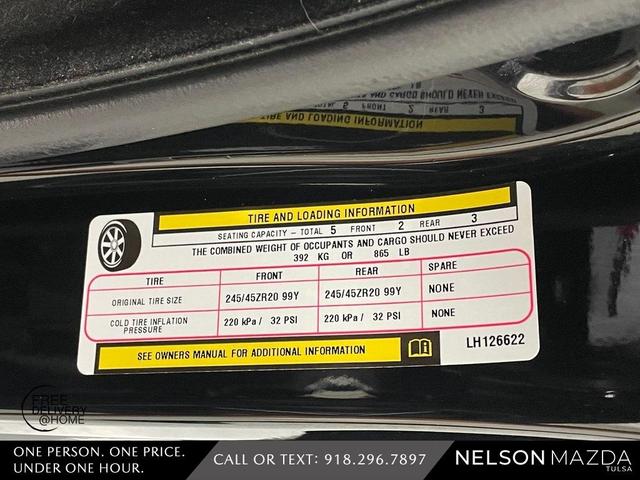 TIRE AND LOADING INFORMATION
SEATING CAPACITY – TOTAL 5 FRONT 2 REAR 3
THE COMBINED WEIGHT OF OCCUPANTS AND CARGO SHOULD NEVER EXCEED
392 KG OR 865 LB
TIRE FRONT REAR SPARE
ORIGINAL TIRE SIZE 245/45ZR20 99Y 245/45ZR20 99Y NONE
COLD TIRE INFLATION PRESSURE 220 kPa / 32 PSI 220 kPa / 32 PSI NONE
SEE OWNERS MANUAL FOR ADDITIONAL INFORMATION
LH126622
FREE
DELIVERY
@HOME
ONE PERSON. ONE PRICE.
UNDER ONE HOUR.
CALL OR TEXT: 918.296.7897
NELSON MAZDA
TULSA